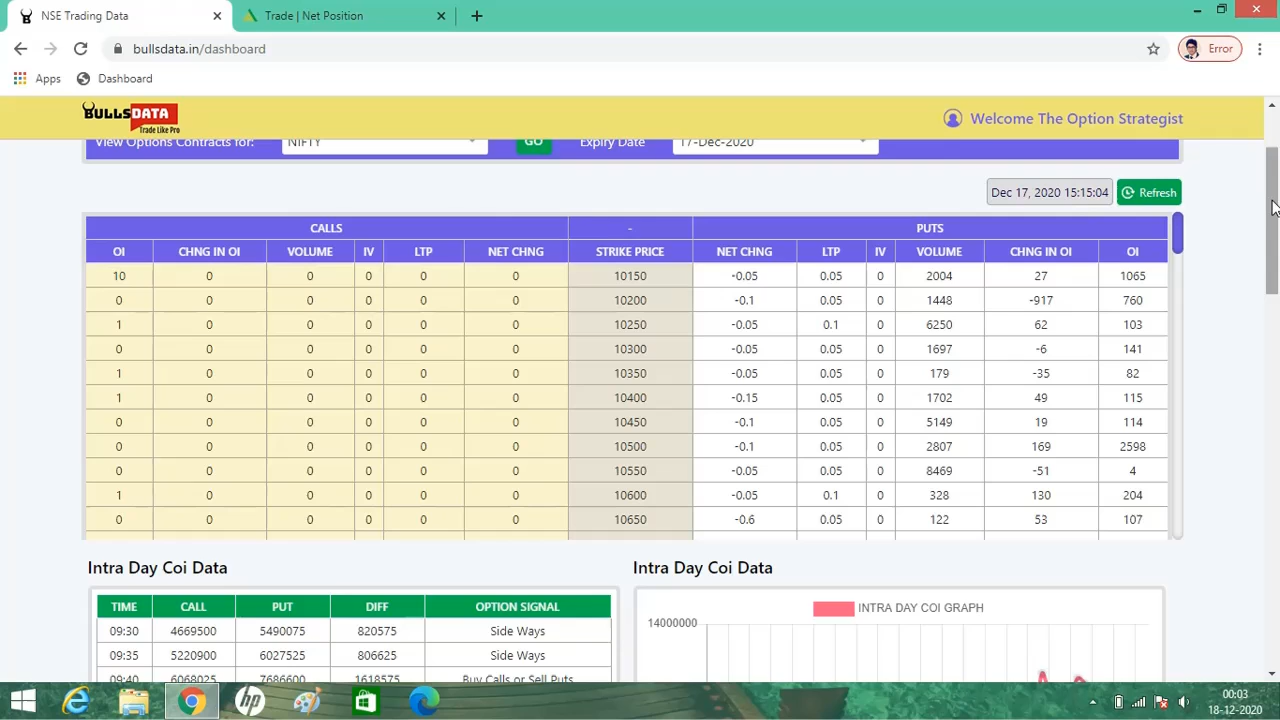 NSE Trading Data
Trade | Net Position
bullsdata.in/dashboard
Error
Apps
Dashboard
BULLSDATA
Trade Like Pro
Welcome The Option Strategist
View Options Contracts for:
NIFTY
GO
Expiry Date
17-Dec-2020
Dec 17, 2020 15:15:04
Refresh
CALLS - PUTS
OI CHNG IN OI VOLUME IV LTP NET CHNG STRIKE PRICE NET CHNG LTP IV VOLUME CHNG IN OI OI
10 0 0 0 0 0 10150 -0.05 0.05 0 2004 27 1065
0 0 0 0 0 0 10200 -0.1 0.05 0 1448 -917 760
1 0 0 0 0 0 10250 -0.05 0.1 0 6250 62 103
0 0 0 0 0 0 10300 -0.05 0.05 0 1697 -6 141
1 0 0 0 0 0 10350 -0.05 0.05 0 179 -35 82
1 0 0 0 0 0 10400 -0.15 0.05 0 1702 49 115
0 0 0 0 0 0 10450 -0.1 0.05 0 5149 19 114
0 0 0 0 0 0 10500 -0.1 0.05 0 2807 169 2598
0 0 0 0 0 0 10550 -0.05 0.05 0 8469 -51 4
1 0 0 0 0 0 10600 -0.05 0.1 0 328 130 204
0 0 0 0 0 0 10650 -0.6 0.05 0 122 53 107
Intra Day Coi Data
TIME CALL PUT DIFF OPTION SIGNAL
09:30 4669500 5490075 820575 Side Ways
09:35 5220900 6027525 806625 Side Ways
09:40 6068025 7686600 1618575 Buy Calls or Sell Puts
Intra Day Coi Data
INTRA DAY COI GRAPH
14000000
hp
00:03
18-12-2020